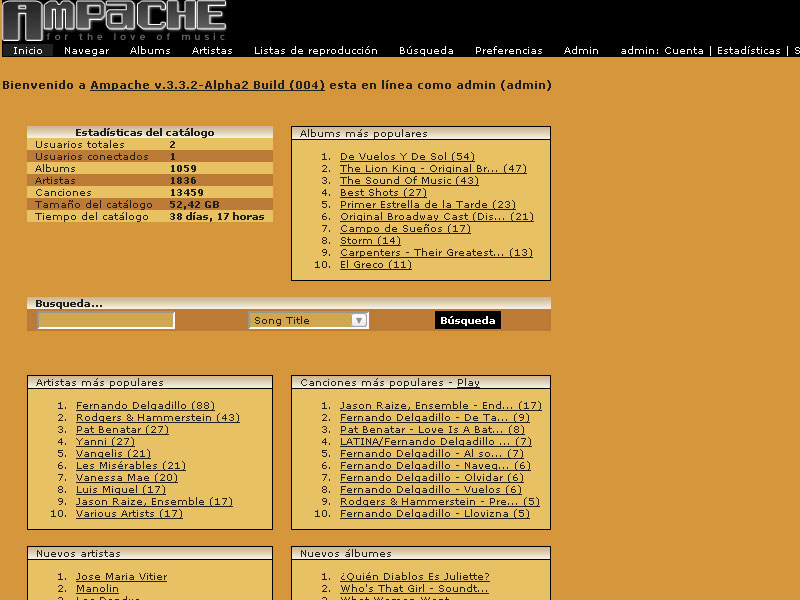 AMPACHE
for the love of music
Inicio Navegar Albums Artistas Listas de reproducción Búsqueda Preferencias Admin admin: Cuenta | Estadísticas | S
Bienvenido a Ampache v.3.3.2-Alpha2 Build (004) esta en línea como admin (admin)
Estadísticas del catálogo
Usuarios totales 2
Usuarios conectados 1
Albums 1059
Artistas 1836
Canciones 13459
Tamaño del catálogo 52,42 GB
Tiempo del catálogo 38 días, 17 horas
Albums más populares
1. De Vuelos Y De Sol (54)
2. The Lion King - Original Br... (47)
3. The Sound Of Music (43)
4. Best Shots (27)
5. Primer Estrella de la Tarde (23)
6. Original Broadway Cast (Dis... (21)
7. Campo de Sueños (17)
8. Storm (14)
9. Carpenters - Their Greatest... (13)
10. El Greco (11)
Busqueda...
Song Title Búsqueda
Artistas más populares
1. Fernando Delgadillo (88)
2. Rodgers & Hammerstein (43)
3. Pat Benatar (27)
4. Yanni (27)
5. Vangelis (21)
6. Les Misérables (21)
7. Vanessa Mae (20)
8. Luis Miguel (17)
9. Jason Raize, Ensemble (17)
10. Various Artists (17)
Canciones más populares - Play
1. Jason Raize, Ensemble - End... (17)
2. Fernando Delgadillo - De Ta... (9)
3. Pat Benatar - Love Is A Bat... (8)
4. LATINA/Fernando Delgadillo ... (7)
5. Fernando Delgadillo - Al so... (7)
6. Fernando Delgadillo - Naveg... (6)
7. Fernando Delgadillo - Olvidar (6)
8. Fernando Delgadillo - Vuelos (6)
9. Rodgers & Hammerstein - Pre... (5)
10. Fernando Delgadillo - Llovizna (5)
Nuevos artistas
1. Jose Maria Vitier
2. Manolin
Nuevos álbumes
1. ¿Quién Diablos Es Juliette?
2. Who's That Girl - Soundt...